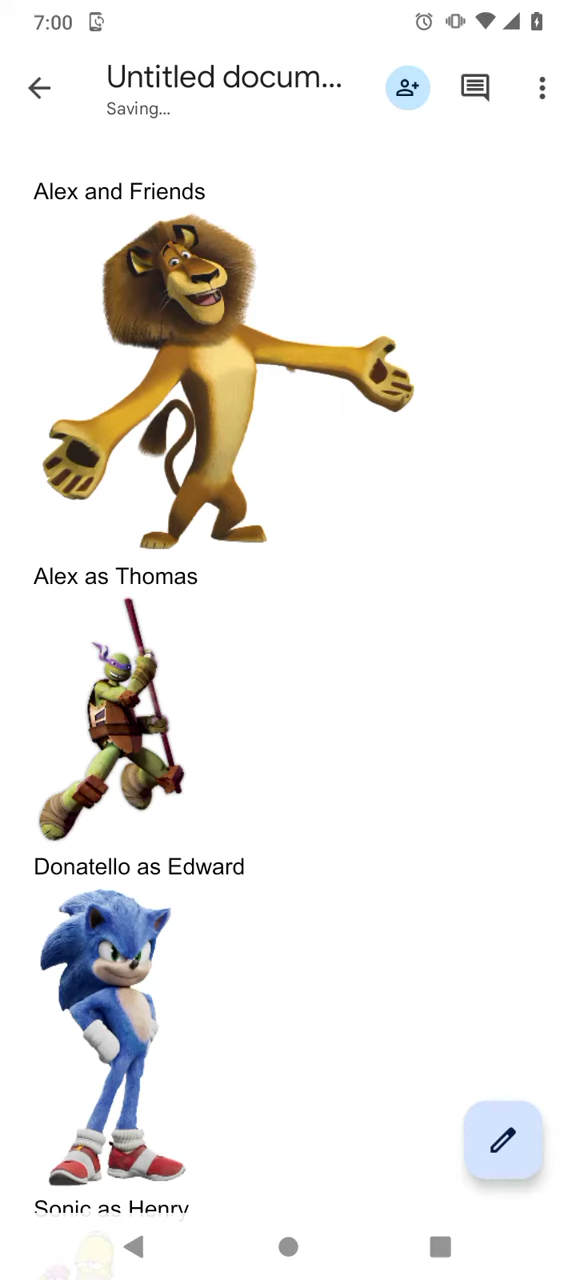 7:00
Untitled docum...
Saving...
Alex and Friends
Alex as Thomas
Donatello as Edward
Sonic as Henry